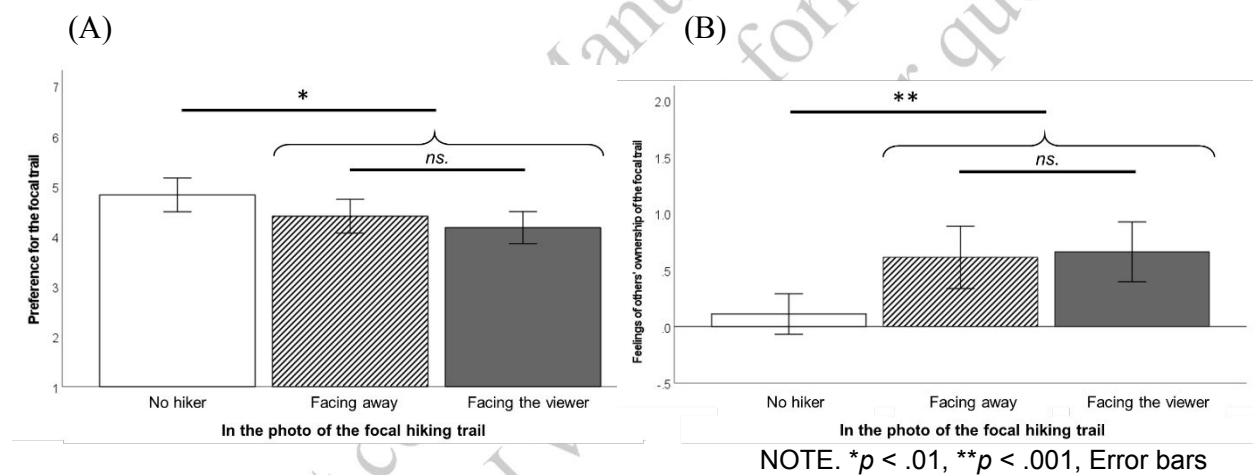 (A)
(B)
7
6
5
4
3
2
1
Preference for the focal trail
*
ns.
No hiker
Facing away
Facing the viewer
In the photo of the focal hiking trail
2.0
1.5
1.0
.5
.0
-.5
Feelings of others' ownership of the focal trail
**
ns.
No hiker
Facing away
Facing the viewer
In the photo of the focal hiking trail
NOTE. *p < .01, **p < .001, Error bars